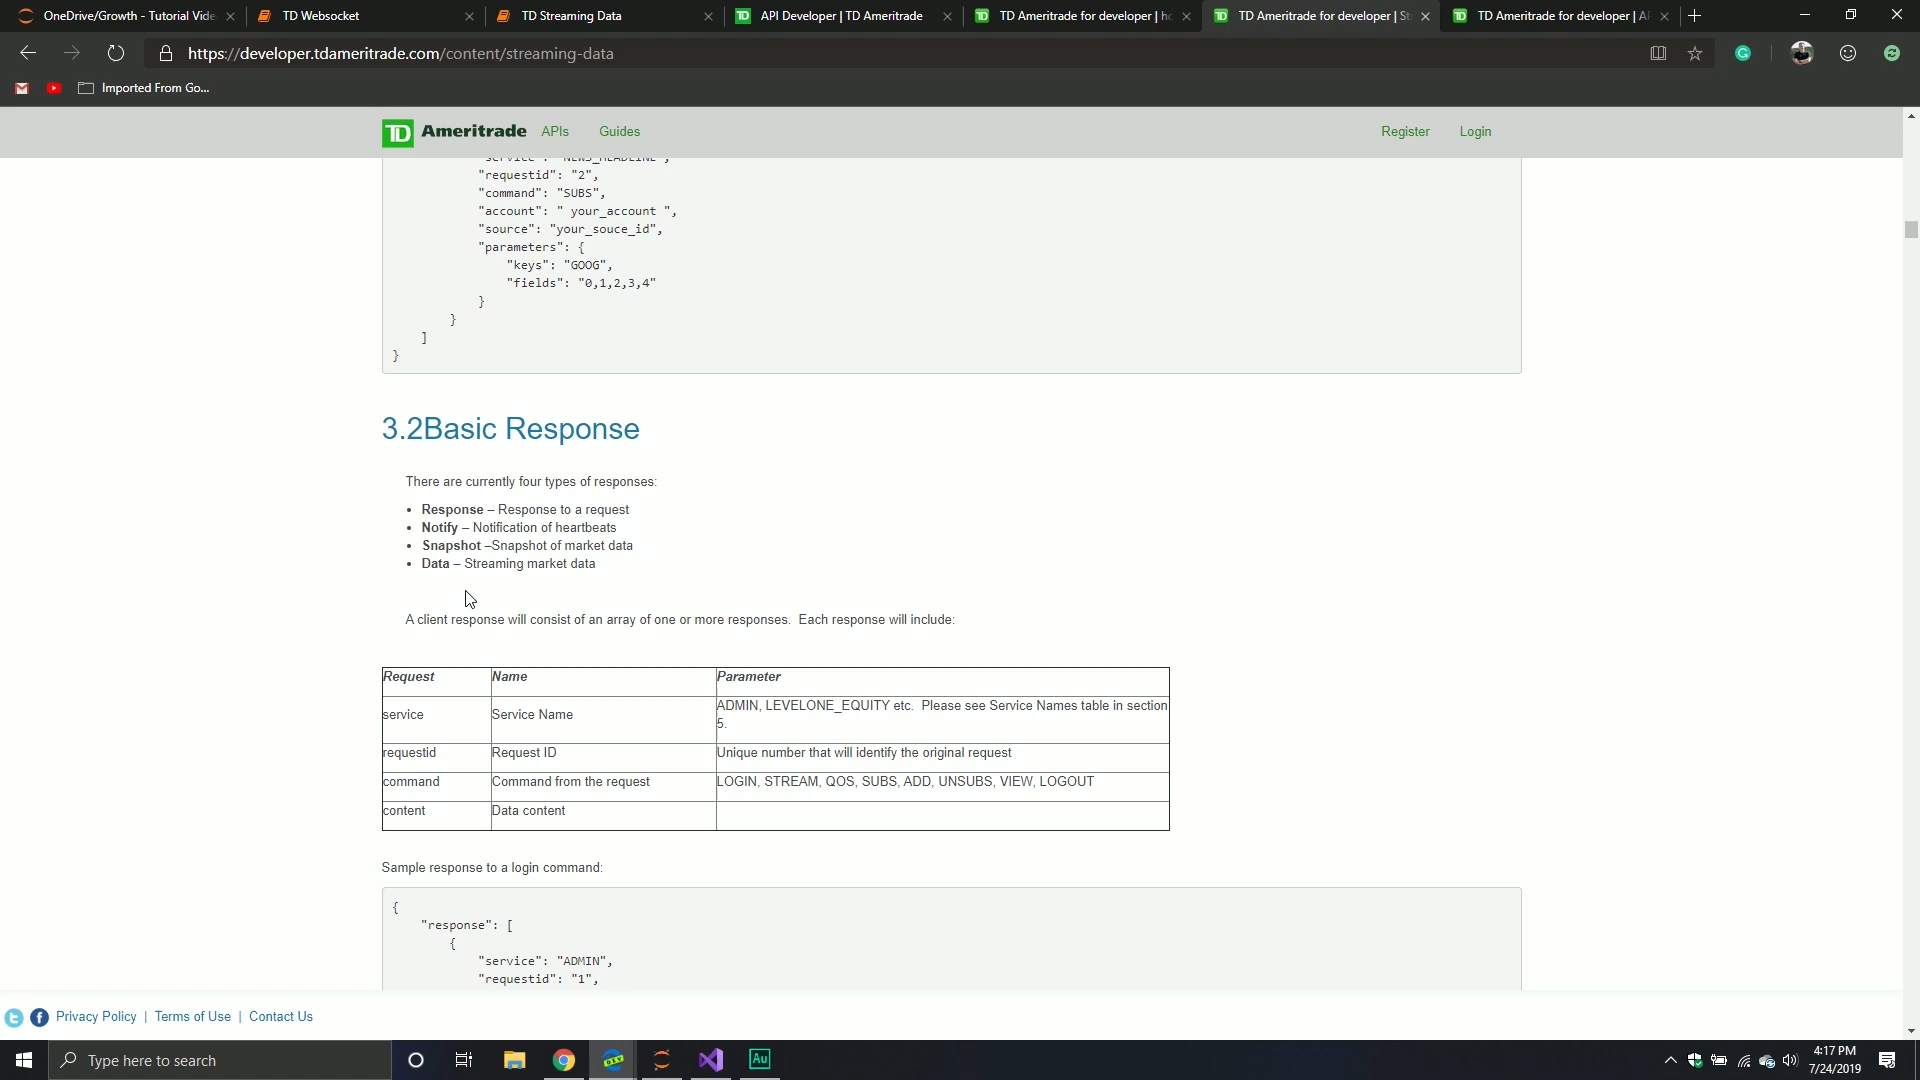 OneDrive/Growth - Tutorial Vide
TD Websocket
TD Streaming Data
API Developer | TD Ameritrade
TD Ameritrade for developer | ho
TD Ameritrade for developer | St
TD Ameritrade for developer | AP
https://developer.tdameritrade.com/content/streaming-data
Imported From Go...
TD Ameritrade
APIs
Guides
Register
Login
"service": "NEWS_HEADLINE",
"requestid": "2",
"command": "SUBS",
"account": " your_account ",
"source": "your_souce_id",
"parameters": {
"keys": "GOOG",
"fields": "0,1,2,3,4"
}
}
]
}
3.2Basic Response
There are currently four types of responses:
• Response – Response to a request
• Notify – Notification of heartbeats
• Snapshot –Snapshot of market data
• Data – Streaming market data
A client response will consist of an array of one or more responses.  Each response will include:
Request Name Parameter
service Service Name ADMIN, LEVELONE_EQUITY etc.  Please see Service Names table in section
5.
requestid Request ID Unique number that will identify the original request
command Command from the request LOGIN, STREAM, QOS, SUBS, ADD, UNSUBS, VIEW, LOGOUT
content Data content
Sample response to a login command:
{
"response": [
{
"service": "ADMIN",
"requestid": "1",
Privacy Policy | Terms of Use | Contact Us
Type here to search
DEV
Au
4:17 PM
7/24/2019